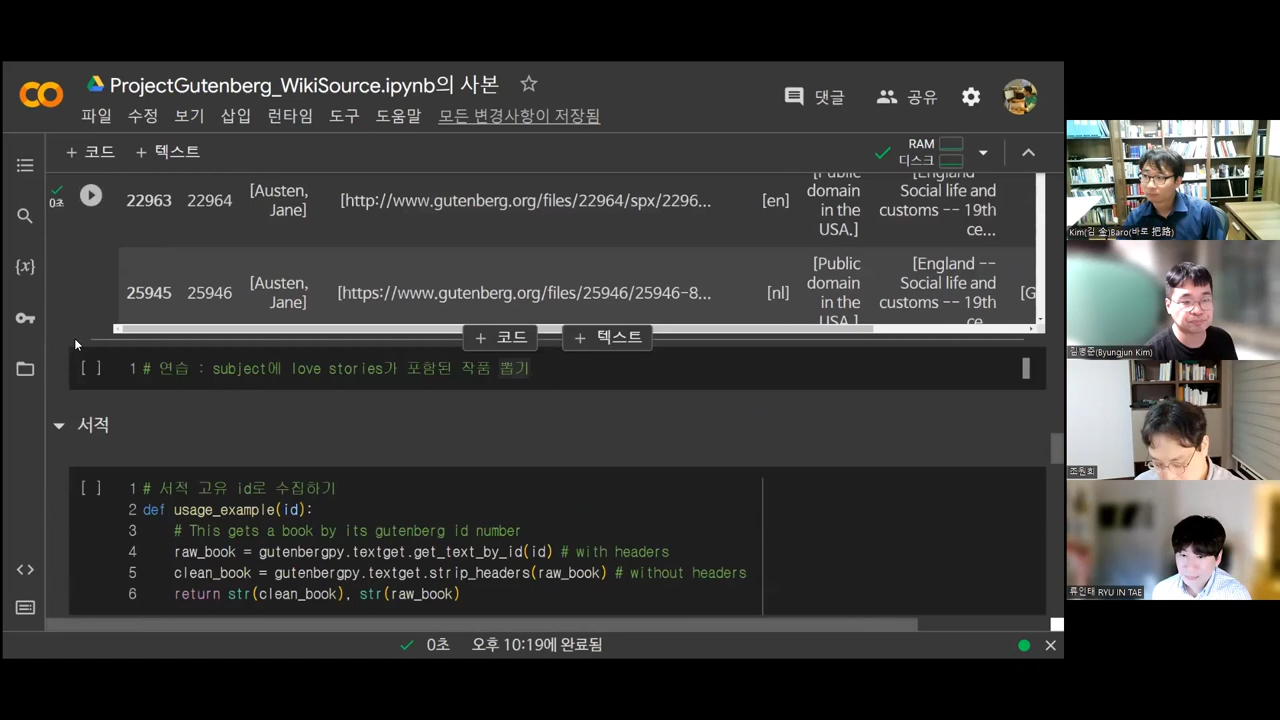 ProjectGutenberg_WikiSource.ipynb의 사본
댓글
공유
파일 수정 보기 삽입 런타임 도구 도움말 모든 변경사항이 저장됨
+ 코드 + 텍스트
RAM
디스크
0초
22963 22964 [Austen, Jane] [http://www.gutenberg.org/files/22964/spx/2296... [en] [Public domain in the USA.] [England Social life and customs -- 19th ce...
25945 25946 [Austen, Jane] [https://www.gutenberg.org/files/25946/25946-8... [nl] [Public domain in the USA.] [England -- Social life and customs -- 19th ce... [G
+ 코드 + 텍스트
[ ] 1 # 연습 : subject에 love stories가 포함된 작품 뽑기
서적
[ ] 1 # 서적 고유 id로 수집하기
2 def usage_example(id):
3 # This gets a book by its gutenberg id number
4 raw_book = gutenbergpy.textget.get_text_by_id(id) # with headers
5 clean_book = gutenbergpy.textget.strip_headers(raw_book) # without headers
6 return str(clean_book), str(raw_book)
0초 오후 10:19에 완료됨
Kim(김 金)Baro(바로 把路)
김병준(Byungjun Kim)
조원희
류인태 RYU IN TAE